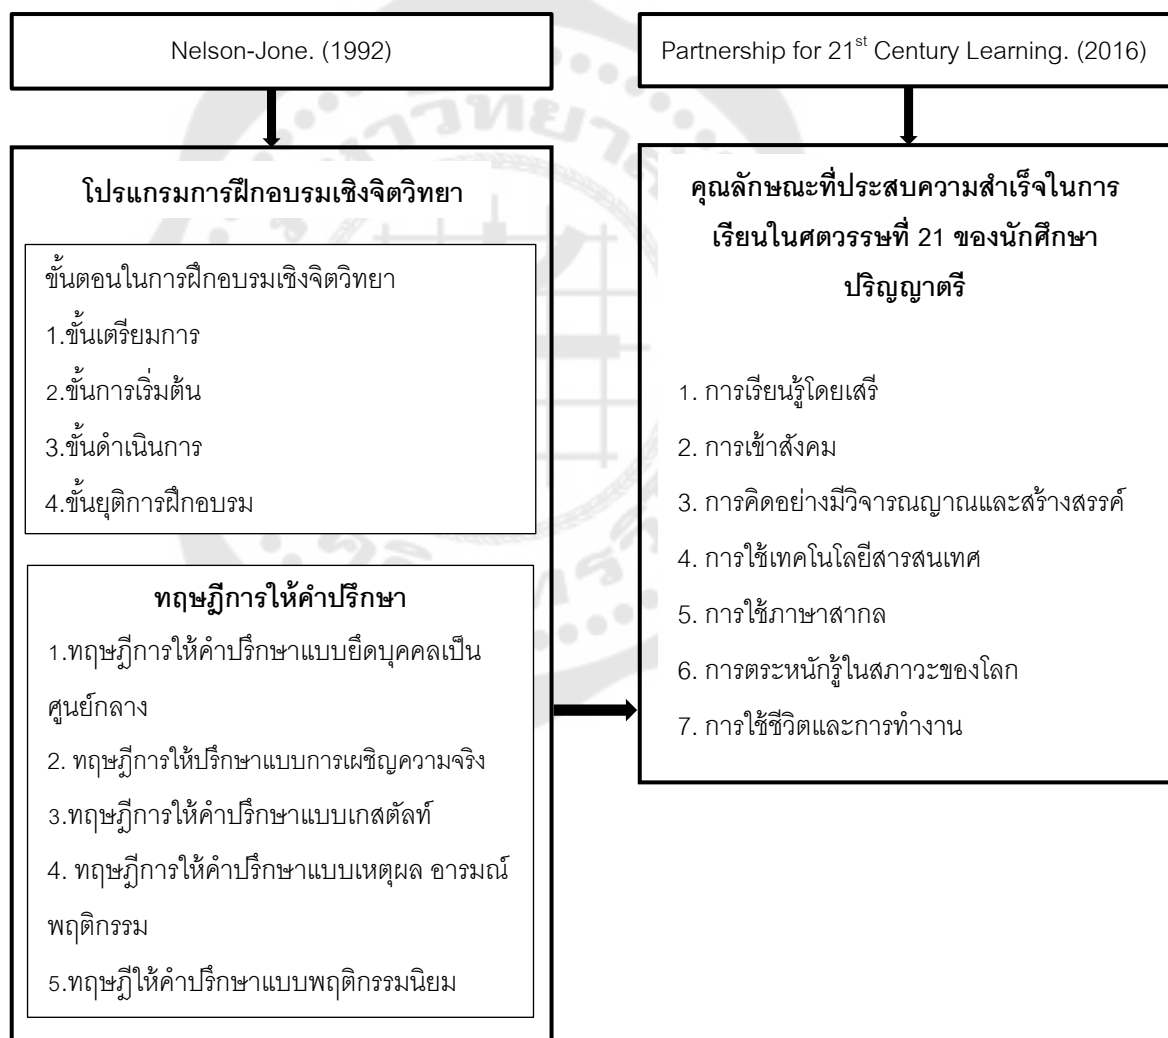 Nelson-Jone. (1992)
Partnership for 21st Century Learning. (2016)
โปรแกรมการฝึกอบรมเชิงจิตวิทยา
ขั้นตอนในการฝึกอบรมเชิงจิตวิทยา
1.ขั้นเตรียมการ
2.ขั้นการเริ่มต้น
3.ขั้นดำเนินการ
4.ขั้นยุติการฝึกอบรม
ทฤษฎีการให้คำปรึกษา
1.ทฤษฎีการให้คำปรึกษาแบบยึดบุคคลเป็น
ศูนย์กลาง
2. ทฤษฎีการให้ปรึกษาแบบการเผชิญความจริง
3.ทฤษฎีการให้คำปรึกษาแบบเกสตัลท์
4. ทฤษฎีการให้คำปรึกษาแบบเหตุผล อารมณ์
พฤติกรรม
5.ทฤษฎีให้คำปรึกษาแบบพฤติกรรมนิยม
คุณลักษณะที่ประสบความสำเร็จในการ
เรียนในศตวรรษที่ 21 ของนักศึกษา
ปริญญาตรี
1. การเรียนรู้โดยเสรี
2. การเข้าสังคม
3. การคิดอย่างมีวิจารณญาณและสร้างสรรค์
4. การใช้เทคโนโลยีสารสนเทศ
5. การใช้ภาษาสากล
6. การตระหนักรู้ในสภาวะของโลก
7. การใช้ชีวิตและการทำงาน